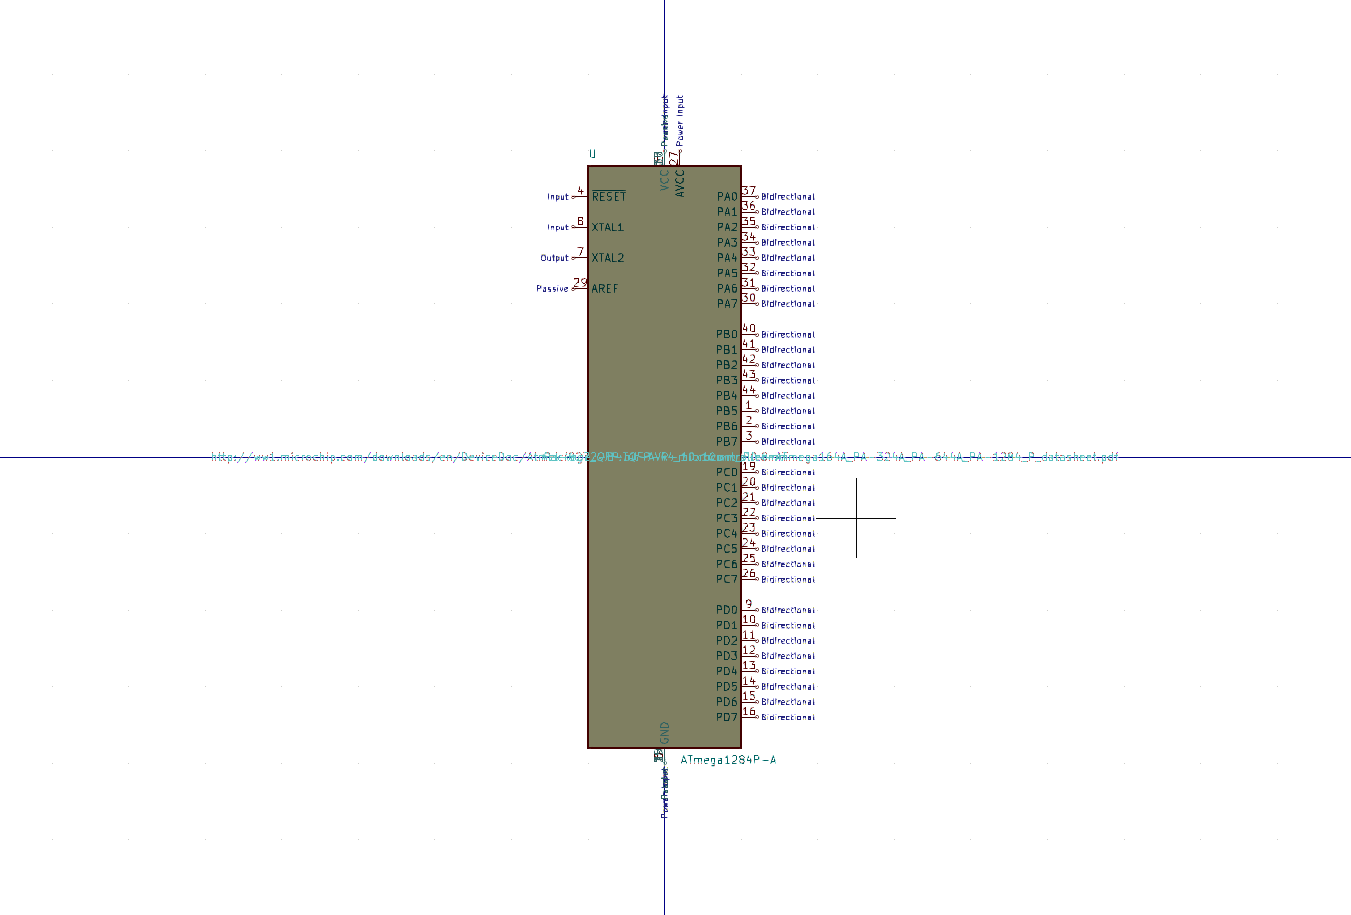 Power Input
U
27
VCC
AVCC
Input 4 RESET
PA0 37 Bidirectional
PA1 36 Bidirectional
Input 8 XTAL1
PA2 35 Bidirectional
PA3 34 Bidirectional
Output 7 XTAL2
PA4 33 Bidirectional
PA5 32 Bidirectional
Passive 29 AREF
PA6 31 Bidirectional
PA7 30 Bidirectional
PB0 40 Bidirectional
PB1 41 Bidirectional
PB2 42 Bidirectional
PB3 43 Bidirectional
PB4 44 Bidirectional
PB5 1 Bidirectional
PB6 2 Bidirectional
PB7 3 Bidirectional
http://ww1.microchip.com/downloads/en/DeviceDoc/
164A_PA_324A_PA_644A_PA_1284_P_datasheet.pdf
PC0 19 Bidirectional
PC1 20 Bidirectional
PC2 21 Bidirectional
PC3 22 Bidirectional
PC4 23 Bidirectional
PC5 24 Bidirectional
PC6 25 Bidirectional
PC7 26 Bidirectional
PD0 9 Bidirectional
PD1 10 Bidirectional
PD2 11 Bidirectional
PD3 12 Bidirectional
PD4 13 Bidirectional
PD5 14 Bidirectional
PD6 15 Bidirectional
PD7 16 Bidirectional
GND
ATmega1284P-A